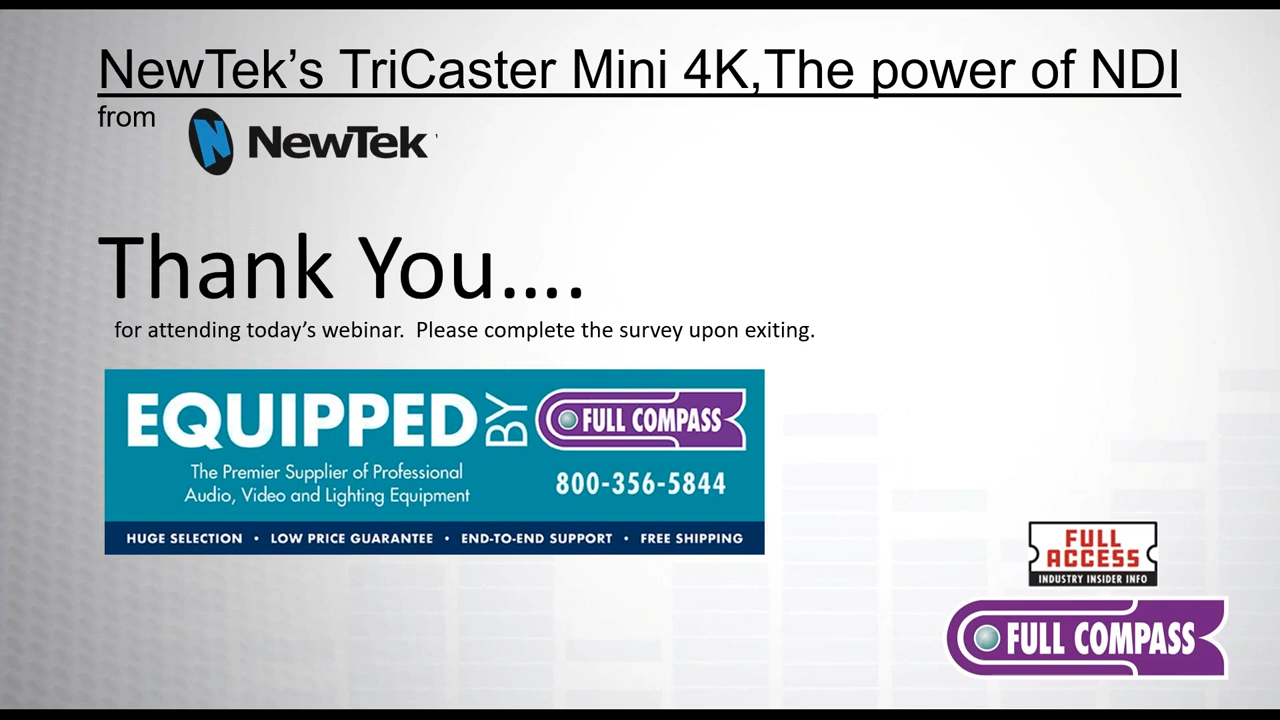 NewTek’s TriCaster Mini 4K,The power of NDI
from
NewTek
Thank You....
for attending today’s webinar.  Please complete the survey upon exiting.
EQUIPPED BY FULL COMPASS
The Premier Supplier of Professional
Audio, Video and Lighting Equipment
800-356-5844
HUGE SELECTION • LOW PRICE GUARANTEE • END-TO-END SUPPORT • FREE SHIPPING
FULL
ACCESS
INDUSTRY INSIDER INFO
FULL COMPASS